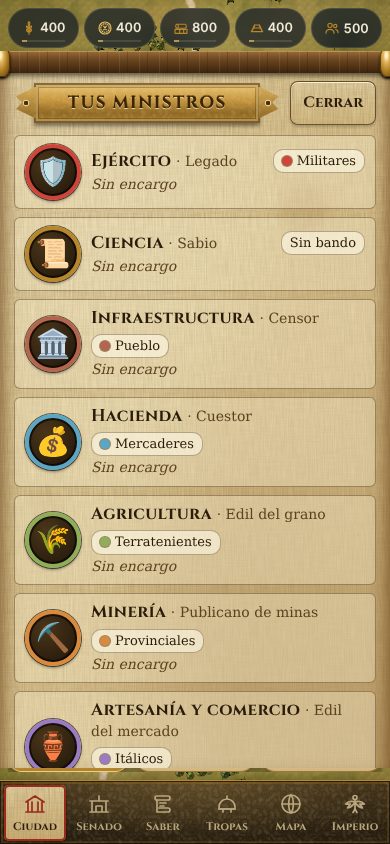 400
400
800
400
500
TUS MINISTROS
CERRAR
EJÉRCITO · Legado
Militares
Sin encargo
CIENCIA · Sabio
Sin bando
Sin encargo
INFRAESTRUCTURA · Censor
Pueblo
Sin encargo
HACIENDA · Cuestor
Mercaderes
Sin encargo
AGRICULTURA · Edil del grano
Terratenientes
Sin encargo
MINERÍA · Publicano de minas
Provinciales
Sin encargo
ARTESANÍA Y COMERCIO · Edil
del mercado
Itálicos
CIUDAD
SENADO
SABER
TROPAS
MAPA
IMPERIO